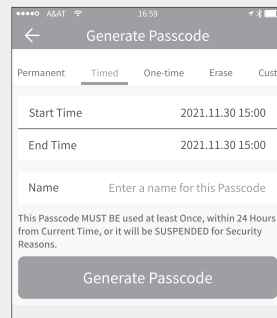 A&AT 16:59
Generate Passcode
Permanent Timed One-time Erase Cust
Start Time 2021.11.30 15:00
End Time 2021.11.30 15:00
Name Enter a name for this Passcode
This Passcode MUST BE used at least Once, within 24 Hours
from Current Time, or it will be SUSPENDED for Security
Reasons.
Generate Passcode